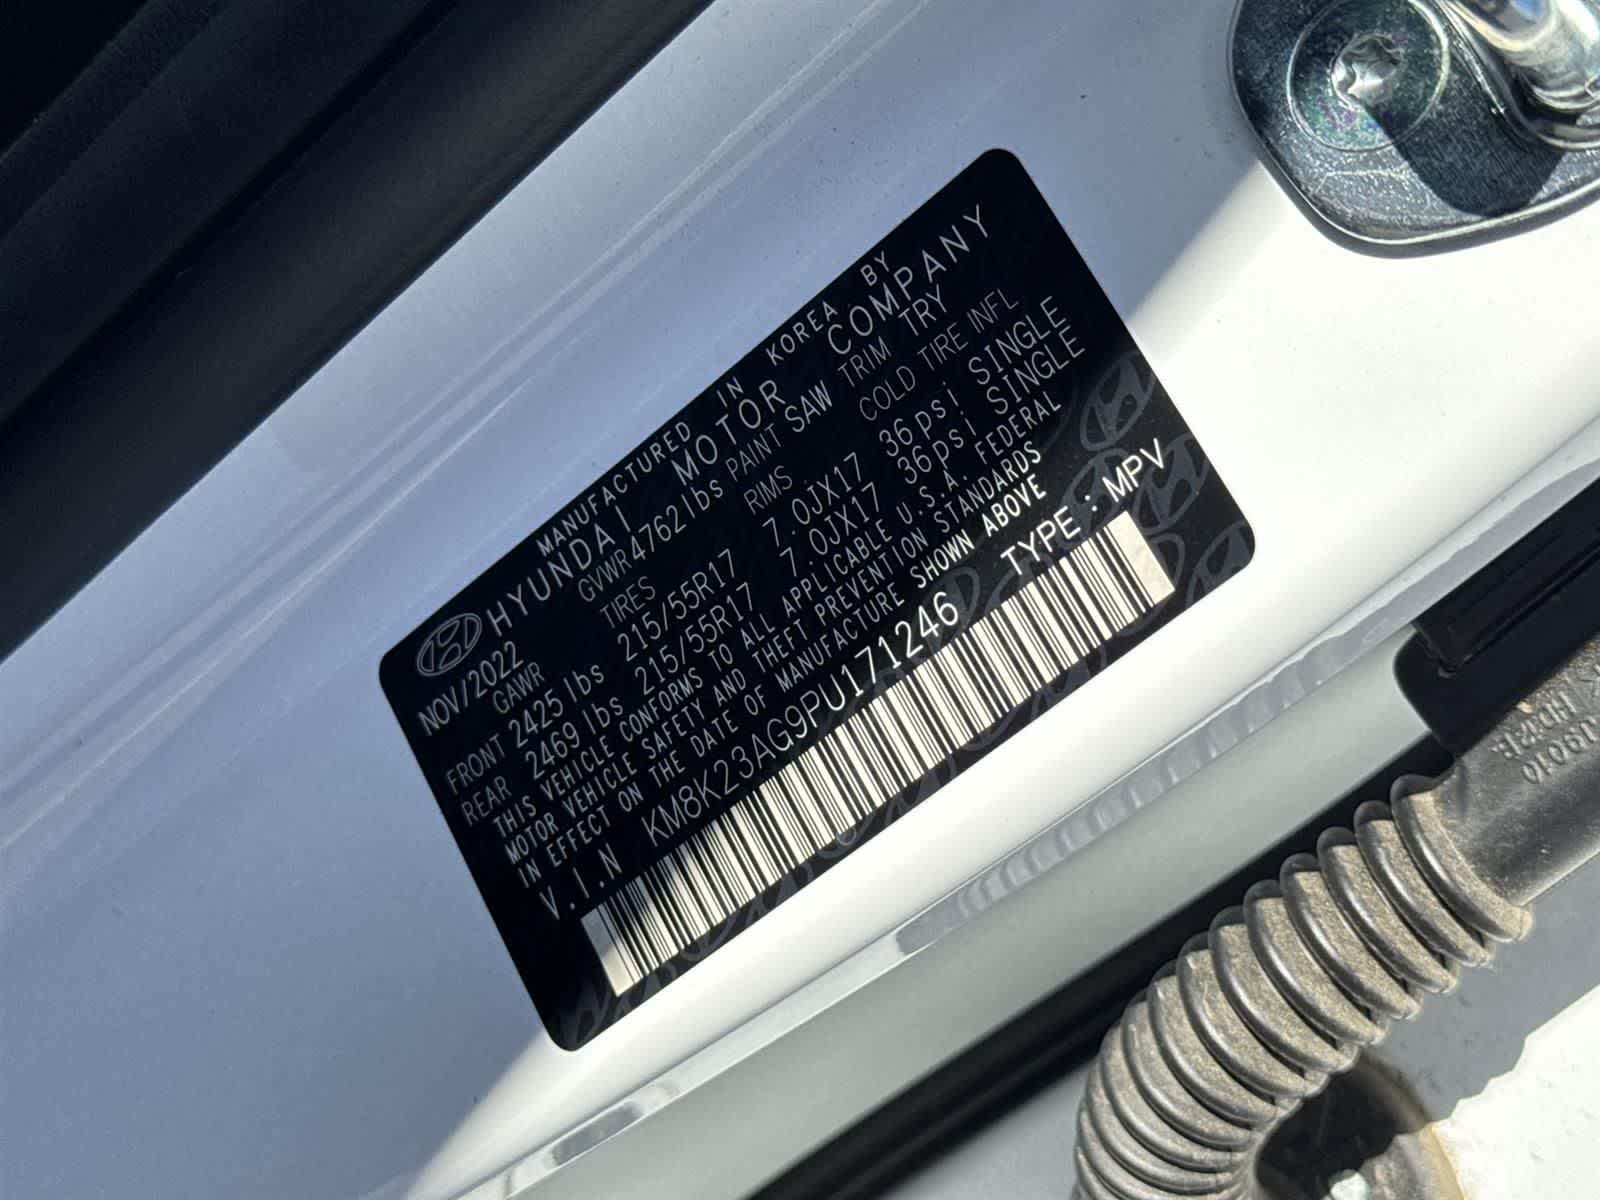 MANUFACTURED IN KOREA BY
HYUNDAI MOTOR COMPANY
NOV/2022 GVWR 4762 lbs PAINT SAW TRIM TRY
GAWR TIRES RIMS COLD TIRE INFL
FRONT 2425 lbs 215/55R17 7.0JX17 36psi SINGLE
REAR 2469 lbs 215/55R17 7.0JX17 36psi. SINGLE
THIS VEHICLE CONFORMS TO ALL APPLICABLE U.S.A. FEDERAL
MOTOR VEHICLE SAFETY AND THEFT PREVENTION STANDARDS
IN EFFECT ON THE DATE OF MANUFACTURE SHOWN ABOVE
V.I.N KM8K23AG9PU171246 TYPE : MPV